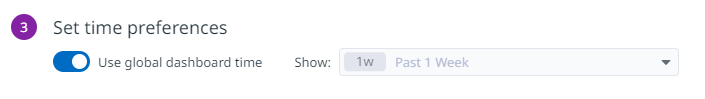 3 Set time preferences
Use global dashboard time Show: 1w Past 1 Week